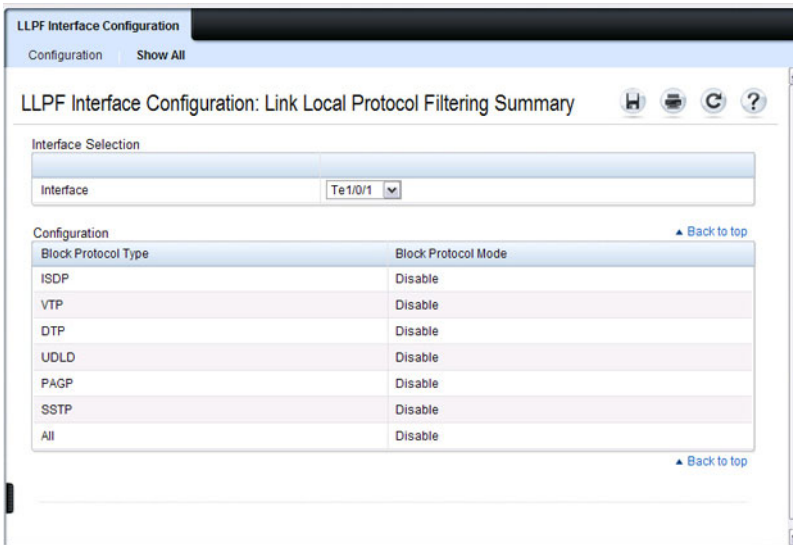 LLPF Interface Configuration
Configuration Show All
LLPF Interface Configuration: Link Local Protocol Filtering Summary
Interface Selection
Interface Te1/0/1
Configuration ▲ Back to top
Block Protocol Type Block Protocol Mode
ISDP Disable
VTP Disable
DTP Disable
UDLD Disable
PAGP Disable
SSTP Disable
All Disable
▲ Back to top